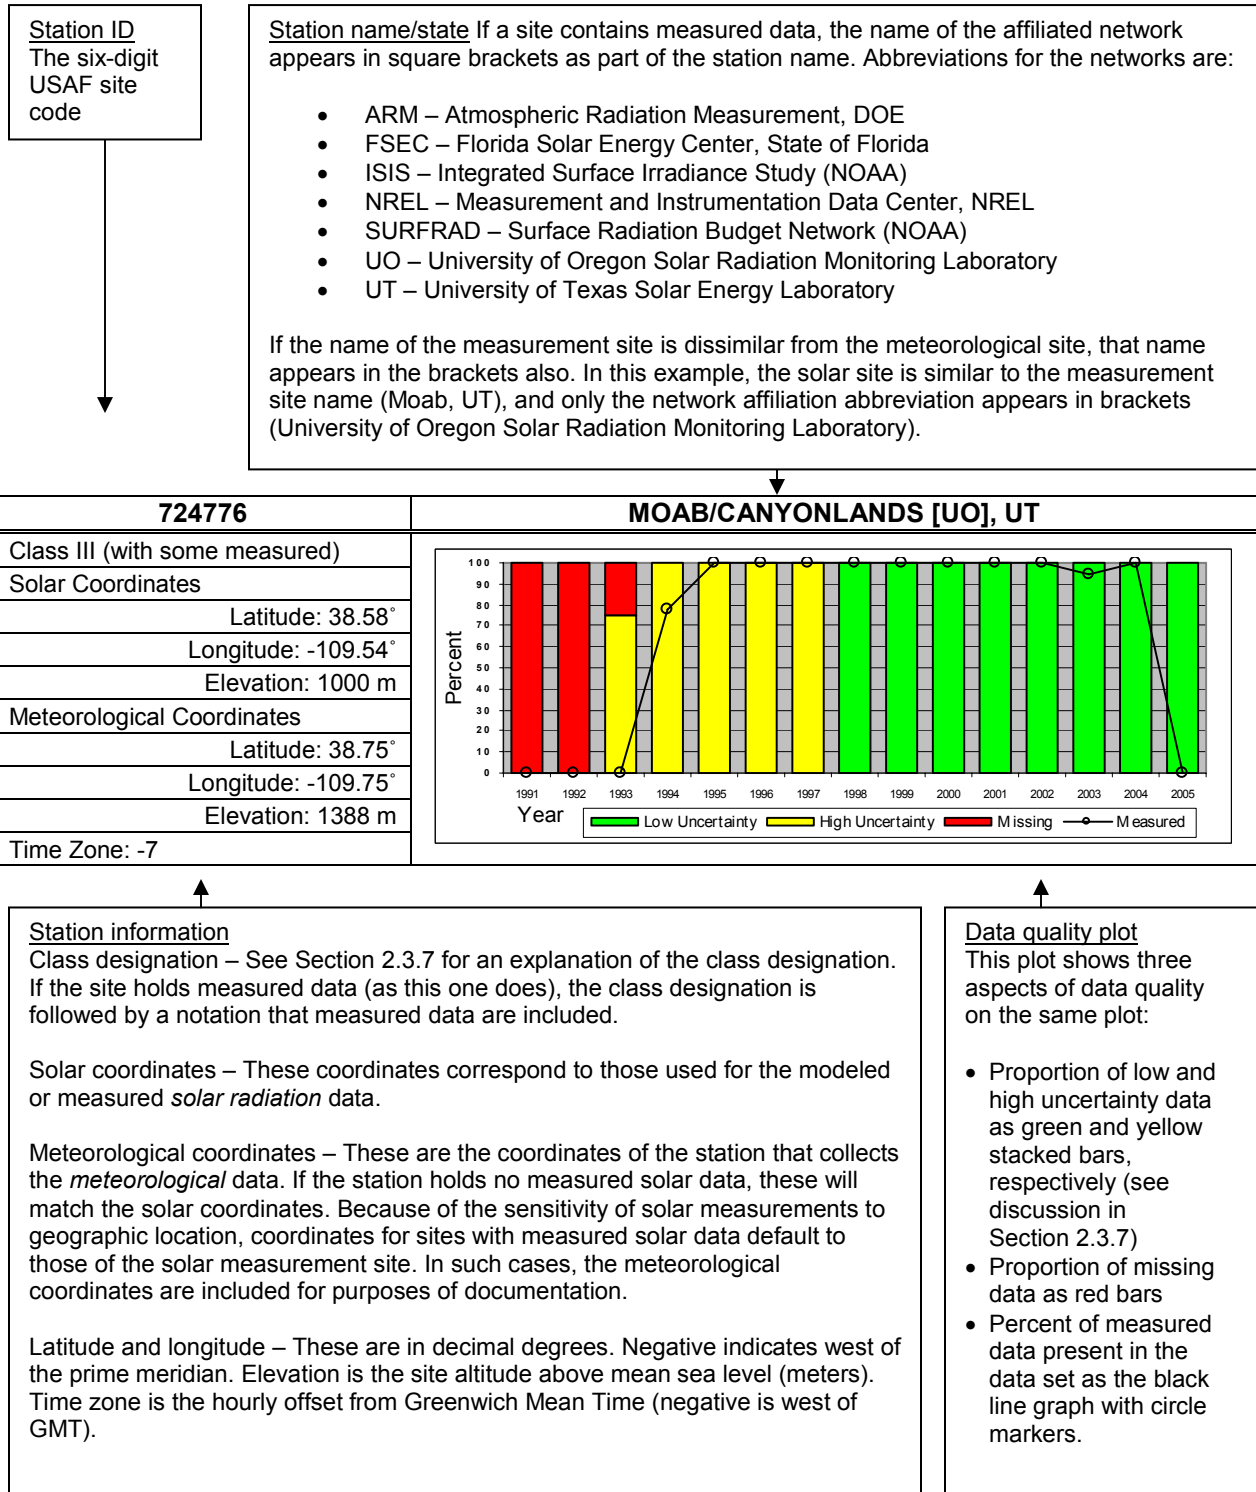 Station ID
The six-digit
USAF site
code
Station name/state If a site contains measured data, the name of the affiliated network
appears in square brackets as part of the station name. Abbreviations for the networks are:
• ARM – Atmospheric Radiation Measurement, DOE
• FSEC – Florida Solar Energy Center, State of Florida
• ISIS – Integrated Surface Irradiance Study (NOAA)
• NREL – Measurement and Instrumentation Data Center, NREL
• SURFRAD – Surface Radiation Budget Network (NOAA)
• UO – University of Oregon Solar Radiation Monitoring Laboratory
• UT – University of Texas Solar Energy Laboratory
If the name of the measurement site is dissimilar from the meteorological site, that name
appears in the brackets also. In this example, the solar site is similar to the measurement
site name (Moab, UT), and only the network affiliation abbreviation appears in brackets
(University of Oregon Solar Radiation Monitoring Laboratory).
724776
MOAB/CANYONLANDS [UO], UT
Class III (with some measured)
Solar Coordinates
Latitude: 38.58˚
Longitude: -109.54˚
Elevation: 1000 m
Meteorological Coordinates
Latitude: 38.75˚
Longitude: -109.75˚
Elevation: 1388 m
Time Zone: -7
Percent
100
90
80
70
60
50
40
30
20
10
0
1991 1992 1993 1994 1995 1996 1997 1998 1999 2000 2001 2002 2003 2004 2005
Year
Low Uncertainty High Uncertainty Missing Measured
Station information
Class designation – See Section 2.3.7 for an explanation of the class designation.
If the site holds measured data (as this one does), the class designation is
followed by a notation that measured data are included.
Solar coordinates – These coordinates correspond to those used for the modeled
or measured solar radiation data.
Meteorological coordinates – These are the coordinates of the station that collects
the meteorological data. If the station holds no measured solar data, these will
match the solar coordinates. Because of the sensitivity of solar measurements to
geographic location, coordinates for sites with measured solar data default to
those of the solar measurement site. In such cases, the meteorological
coordinates are included for purposes of documentation.
Latitude and longitude – These are in decimal degrees. Negative indicates west of
the prime meridian. Elevation is the site altitude above mean sea level (meters).
Time zone is the hourly offset from Greenwich Mean Time (negative is west of
GMT).
Data quality plot
This plot shows three
aspects of data quality
on the same plot:
• Proportion of low and
high uncertainty data
as green and yellow
stacked bars,
respectively (see
discussion in
Section 2.3.7)
• Proportion of missing
data as red bars
• Percent of measured
data present in the
data set as the black
line graph with circle
markers.